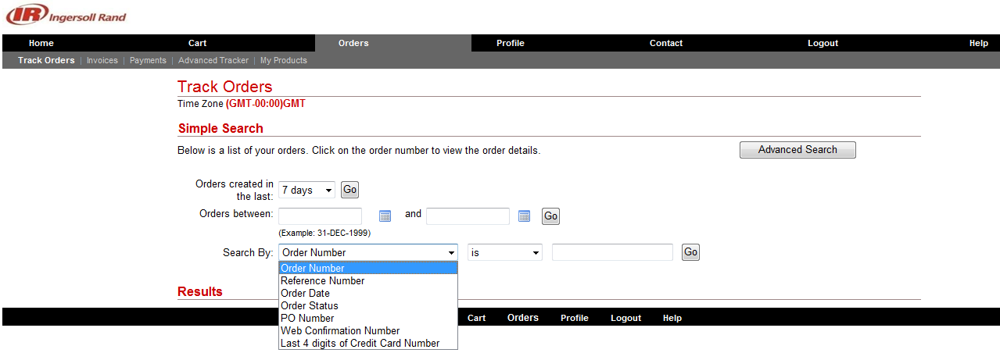 IR Ingersoll Rand
Home Cart Orders Profile Contact Logout Help
Track Orders | Invoices | Payments | Advanced Tracker | My Products
Track Orders
Time Zone (GMT-00:00)GMT
Simple Search
Below is a list of your orders. Click on the order number to view the order details. Advanced Search
Orders created in
the last: 7 days Go
Orders between: and Go
(Example: 31-DEC-1999)
Search By: Order Number is Go
Order Number
Reference Number
Order Date
Order Status
PO Number
Web Confirmation Number
Last 4 digits of Credit Card Number
Results
Cart Orders Profile Logout Help